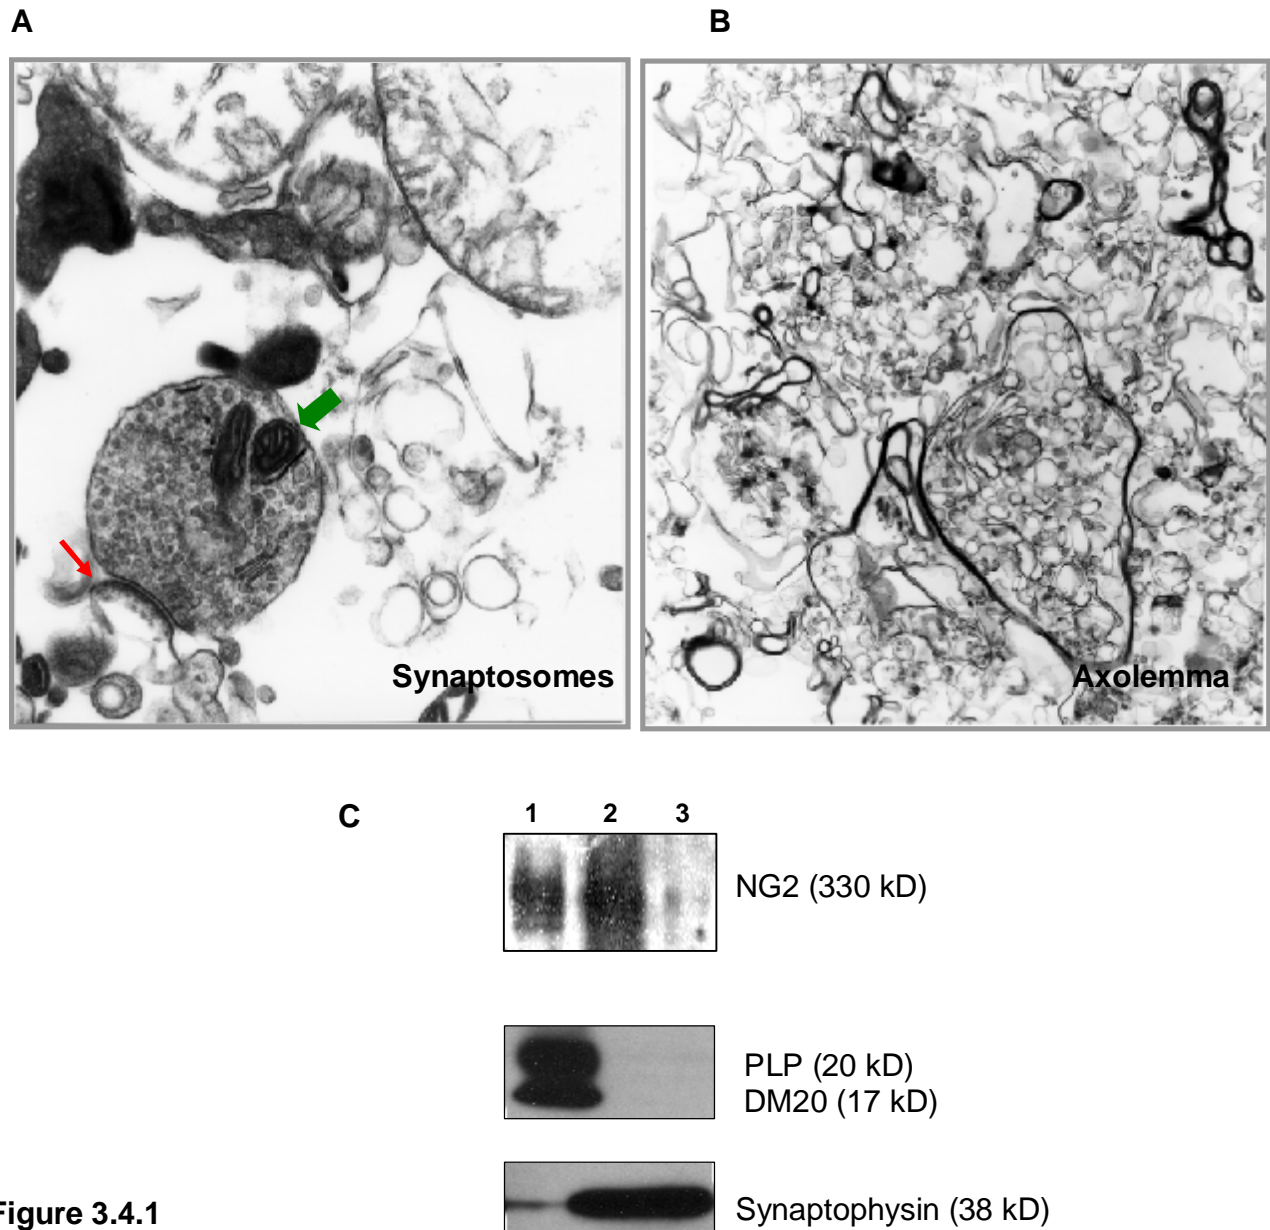 A
B
Synaptosomes
Axolemma
C
1 2 3
NG2 (330 kD)
PLP (20 kD)
DM20 (17 kD)
Synaptophysin (38 kD)
Figure 3.4.1